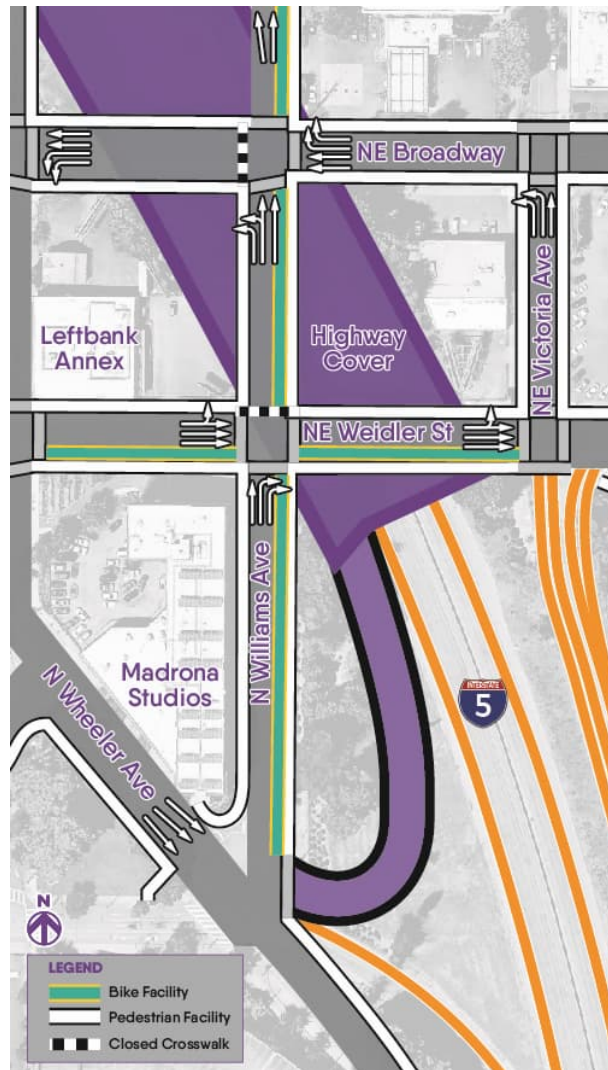 NE Broadway
Leftbank
Annex
Highway
Cover
NE Victoria Ave
NE Weidler St
N Williams Ave
Madrona
Studios
N Wheeler Ave
INTERSTATE
5
N
LEGEND
Bike Facility
Pedestrian Facility
Closed Crosswalk